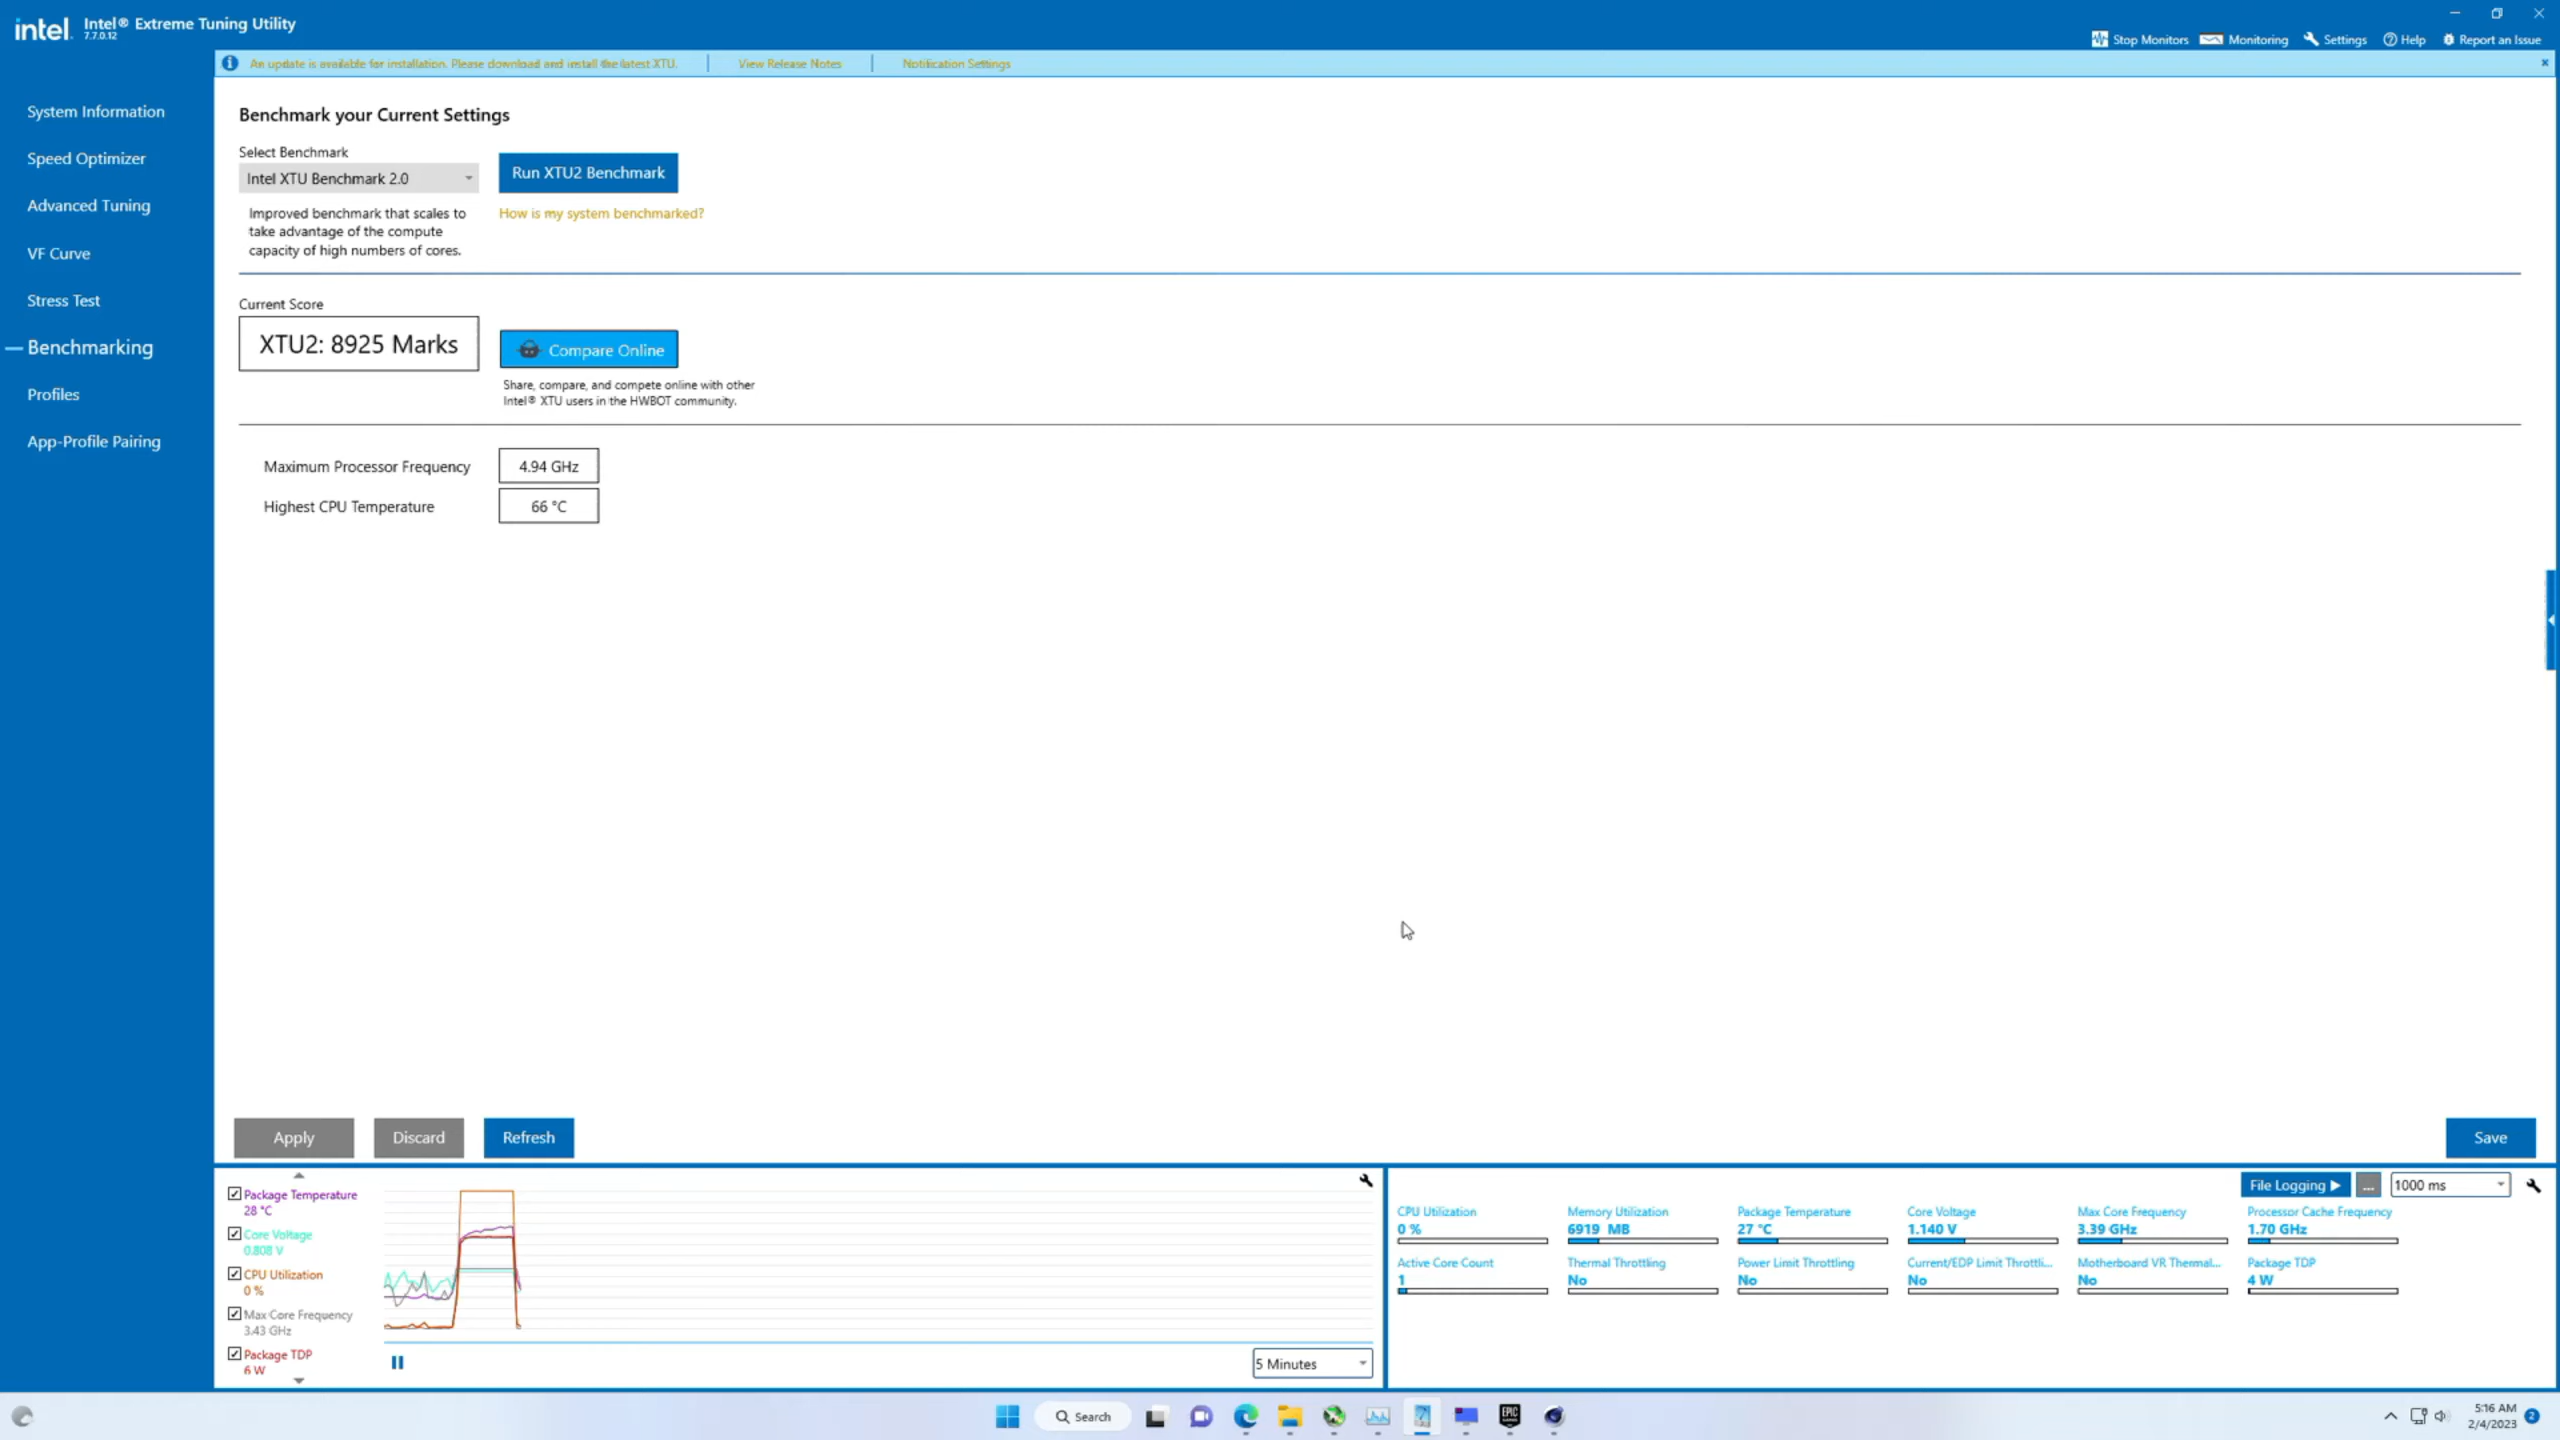 intel. Intel® Extreme Tuning Utility
7.7.0.12
Stop Monitors Monitoring Settings Help Report an Issue
An update is available for installation. Please download and install the latest XTU. View Release Notes Notification Settings
System Information
Speed Optimizer
Advanced Tuning
VF Curve
Stress Test
Benchmarking
Profiles
App-Profile Pairing
Benchmark your Current Settings
Select Benchmark
Intel XTU Benchmark 2.0
Run XTU2 Benchmark
Improved benchmark that scales to
take advantage of the compute
capacity of high numbers of cores.
How is my system benchmarked?
Current Score
XTU2: 8925 Marks
Compare Online
Share, compare, and compete online with other
Intel® XTU users in the HWBOT community.
Maximum Processor Frequency 4.94 GHz
Highest CPU Temperature 66 °C
Apply Discard Refresh Save
Package Temperature
28 °C
Core Voltage
0.808 V
CPU Utilization
0 %
Max Core Frequency
3.43 GHz
Package TDP
6 W
5 Minutes
File Logging ... 1000 ms
CPU Utilization Memory Utilization Package Temperature Core Voltage Max Core Frequency Processor Cache Frequency
0 % 6919 MB 27 °C 1.140 V 3.39 GHz 1.70 GHz
Active Core Count Thermal Throttling Power Limit Throttling Current/EDP Limit Throttli... Motherboard VR Thermal... Package TDP
1 No No No No 4 W
Search
EPIC
5:16 AM
2/4/2023
2